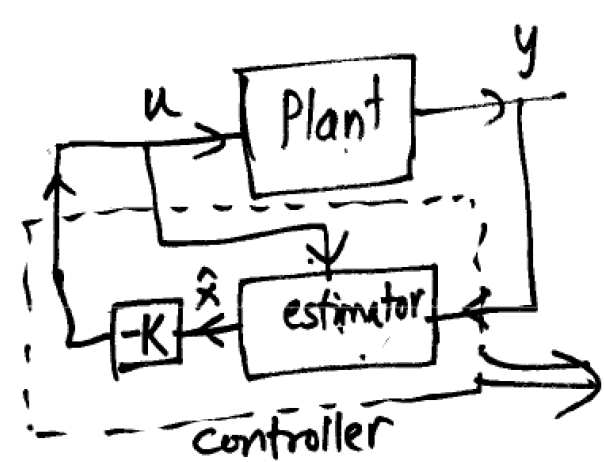 y
u
Plant
x̂
estimator
-K
controller